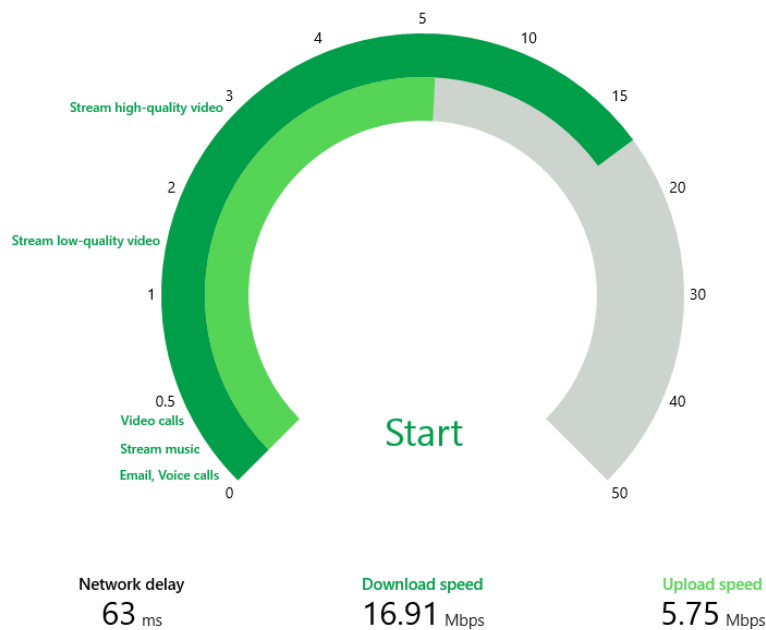 5
4
10
3
15
Stream high-quality video
2
20
Stream low-quality video
1
30
0.5
40
Video calls
Start
Stream music
Email, Voice calls
0
50
Network delay
Download speed
Upload speed
63 ms
16.91 Mbps
5.75 Mbps